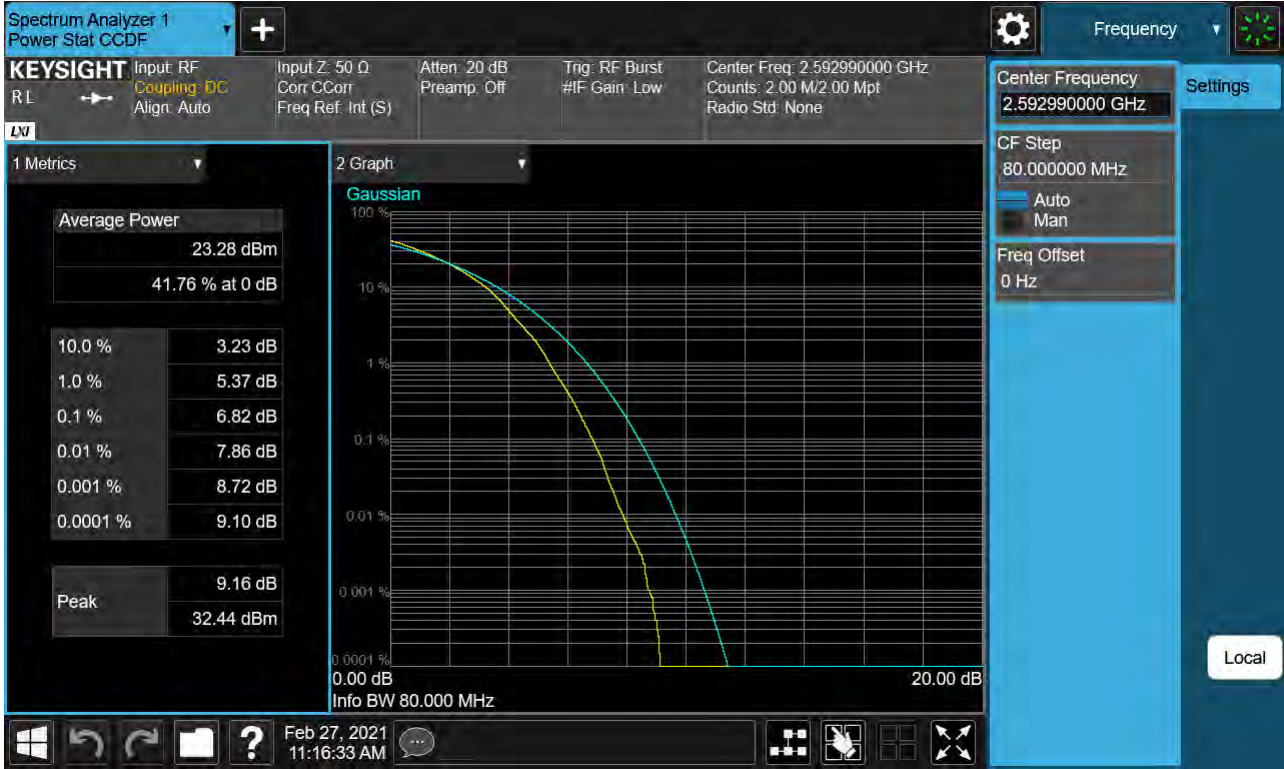 Spectrum Analyzer 1
Power Stat CCDF
Frequency
KEYSIGHT
R L
LXI
Input: RF
Coupling: DC
Align: Auto
Input Z: 50 Ω
Corr CCorr
Freq Ref: Int (S)
Atten: 20 dB
Preamp: Off
Trig: RF Burst
#IF Gain: Low
Center Freq: 2.592990000 GHz
Counts: 2.00 M/2.00 Mpt
Radio Std: None
Center Frequency
2.592990000 GHz
Settings
CF Step
80.000000 MHz
Auto
Man
Freq Offset
0 Hz
Local
1 Metrics
Average Power
23.28 dBm
41.76 % at 0 dB
10.0 % 3.23 dB
1.0 % 5.37 dB
0.1 % 6.82 dB
0.01 % 7.86 dB
0.001 % 8.72 dB
0.0001 % 9.10 dB
Peak
9.16 dB
32.44 dBm
2 Graph
Gaussian
100 %
10 %
1 %
0.1 %
0.01 %
0.001 %
0.0001 %
0.00 dB 20.00 dB
Info BW 80.000 MHz
?
Feb 27, 2021
11:16:33 AM